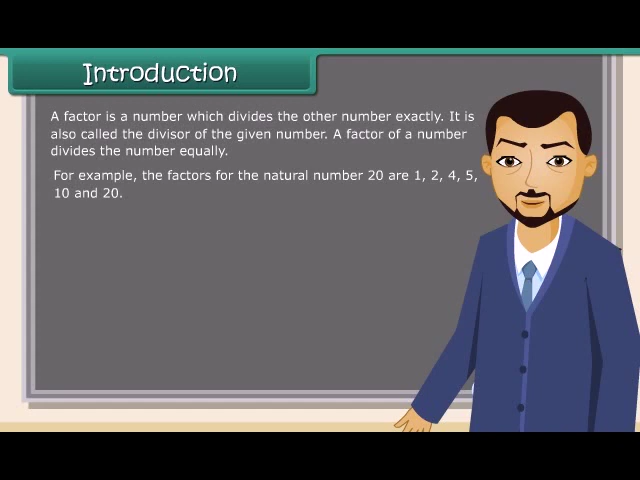 Introduction
A factor is a number which divides the other number exactly. It is
also called the divisor of the given number. A factor of a number
divides the number equally.
For example, the factors for the natural number 20 are 1, 2, 4, 5,
10 and 20.